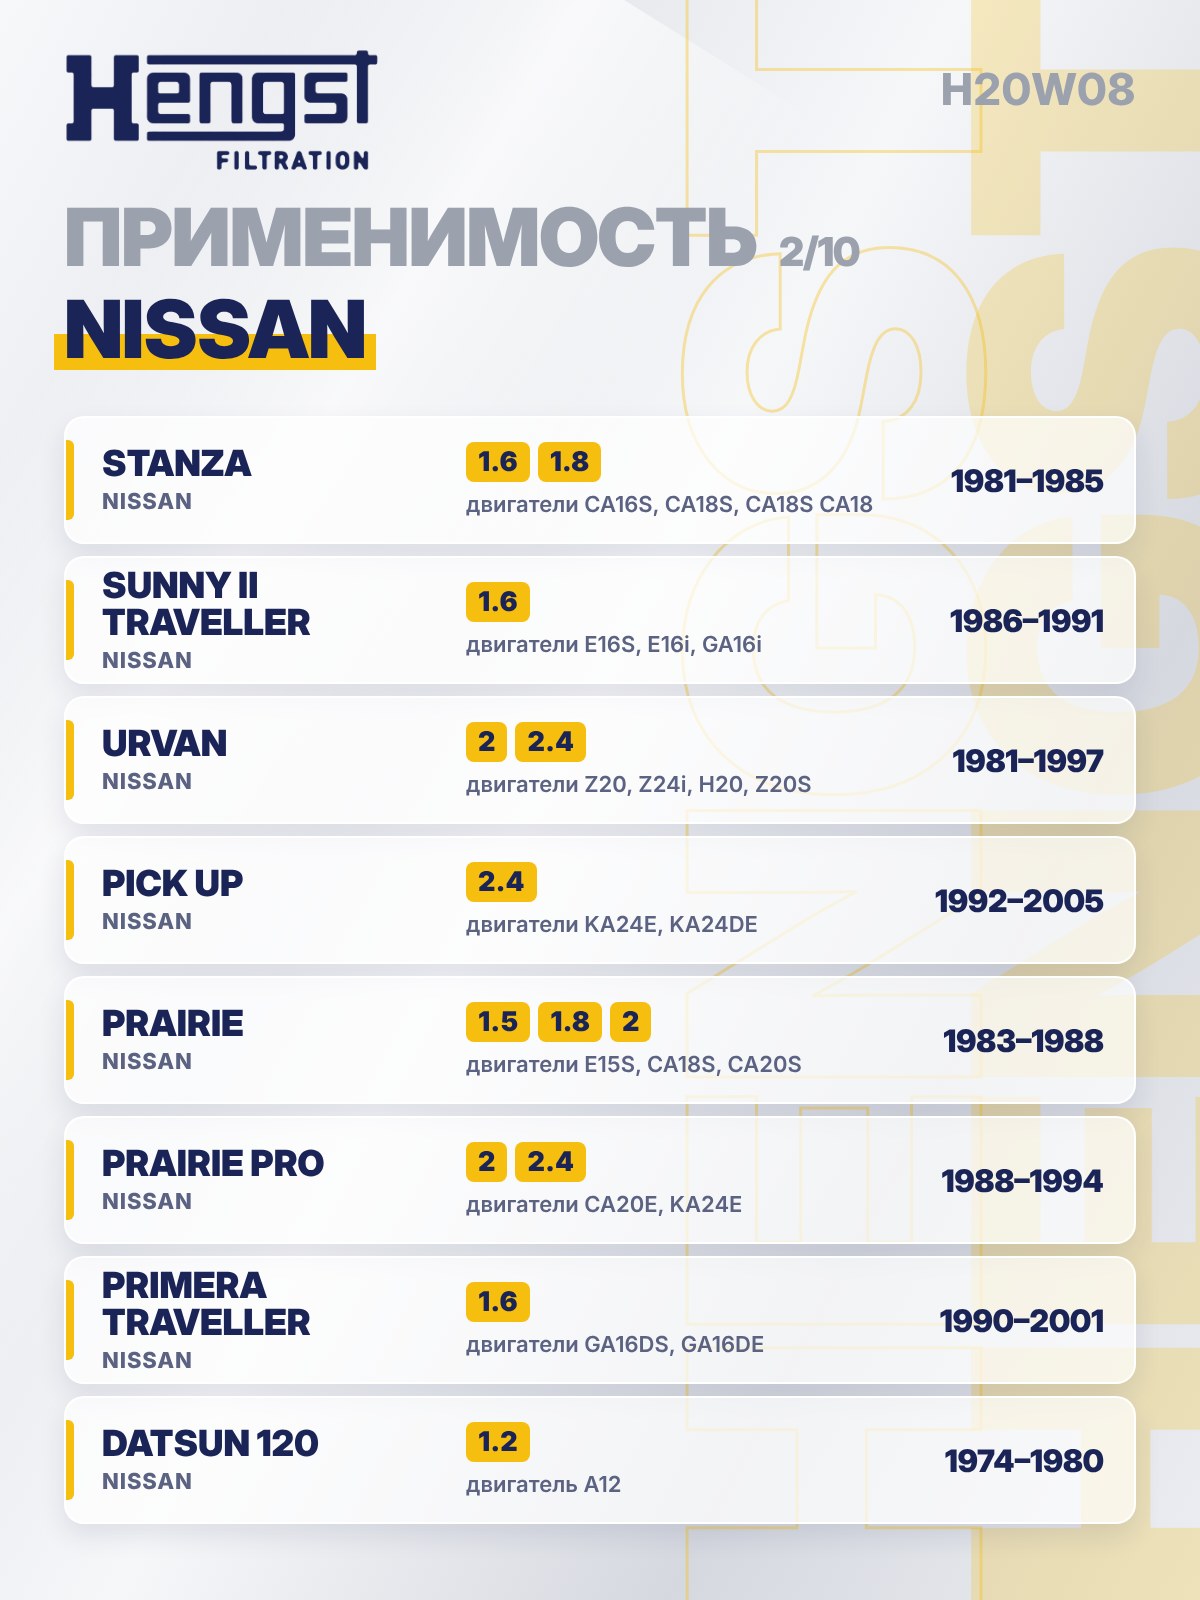 Hengst
FILTRATION
H20W08
ПРИМЕНИМОСТЬ 2/10
NISSAN
STANZA
NISSAN
1.6 1.8
двигатели CA16S, CA18S, CA18S CA18
1981–1985
SUNNY II
TRAVELLER
NISSAN
1.6
двигатели E16S, E16i, GA16i
1986–1991
URVAN
NISSAN
2 2.4
двигатели Z20, Z24i, H20, Z20S
1981–1997
PICK UP
NISSAN
2.4
двигатели KA24E, KA24DE
1992–2005
PRAIRIE
NISSAN
1.5 1.8 2
двигатели E15S, CA18S, CA20S
1983–1988
PRAIRIE PRO
NISSAN
2 2.4
двигатели CA20E, KA24E
1988–1994
PRIMERA
TRAVELLER
NISSAN
1.6
двигатели GA16DS, GA16DE
1990–2001
DATSUN 120
NISSAN
1.2
двигатель A12
1974–1980
HENGST
HENGST